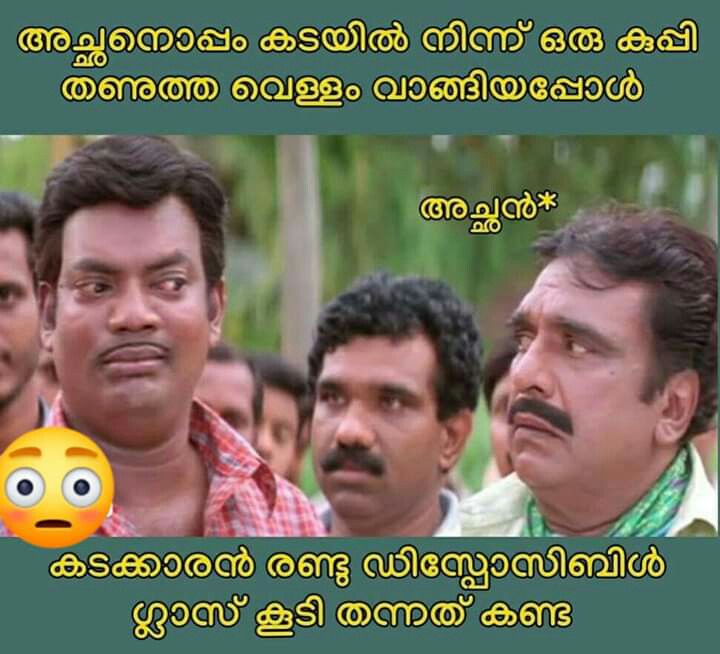 അച്ഛനൊപ്പം കടയിൽ നിന്ന് ഒരു കുപ്പി
തണുത്ത വെള്ളം വാങ്ങിയപ്പോൾ
അച്ഛൻ*
കടക്കാരൻ രണ്ടു ഡിസ്പോസിബിൾ
ഗ്ലാസ് കൂടി തന്നത് കണ്ട